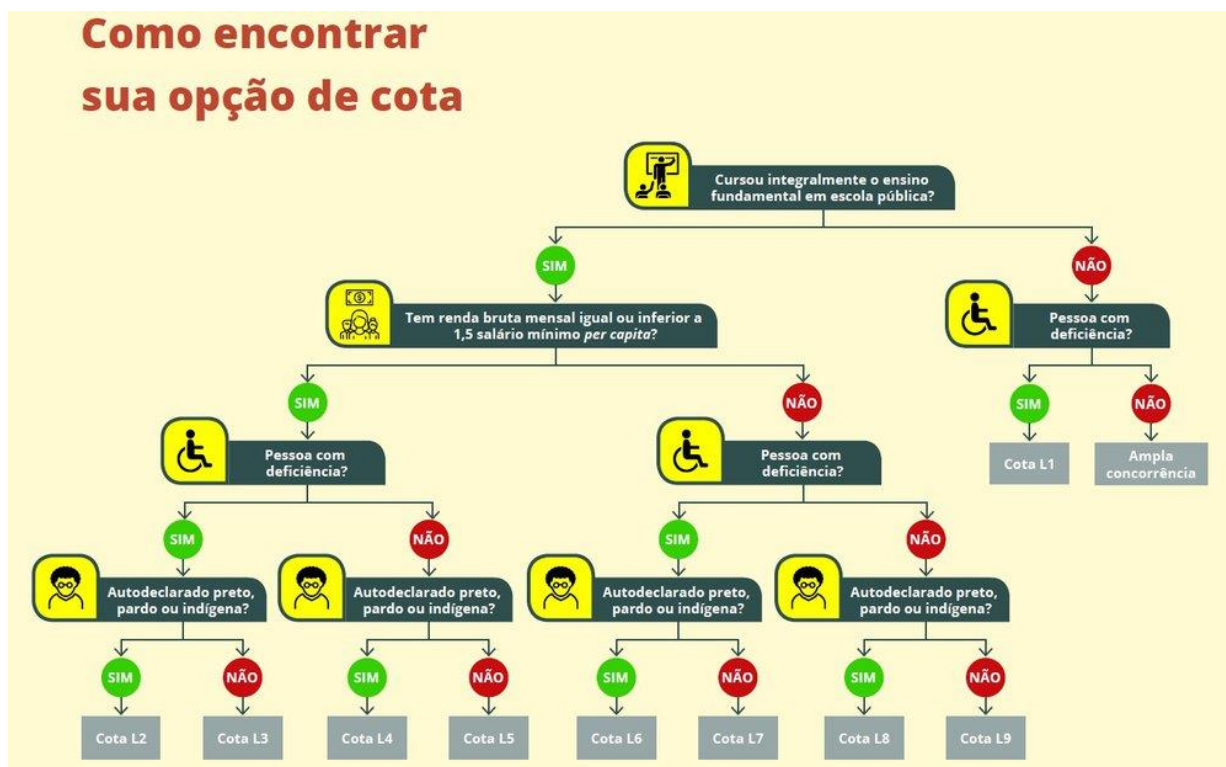 Como encontrar
sua opção de cota
Cursou integralmente o ensino
fundamental em escola pública?
SIM
NÃO
Tem renda bruta mensal igual ou inferior a
1,5 salário mínimo per capita?
Pessoa com
deficiência?
SIM
NÃO
SIM
NÃO
Pessoa com
deficiência?
Pessoa com
deficiência?
Cota L1
Ampla
concorrência
SIM
NÃO
SIM
NÃO
Autodeclarado preto,
pardo ou indígena?
Autodeclarado preto,
pardo ou indígena?
Autodeclarado preto,
pardo ou indígena?
Autodeclarado preto,
pardo ou indígena?
SIM
NÃO
SIM
NÃO
SIM
NÃO
SIM
NÃO
Cota L2
Cota L3
Cota L4
Cota L5
Cota L6
Cota L7
Cota L8
Cota L9